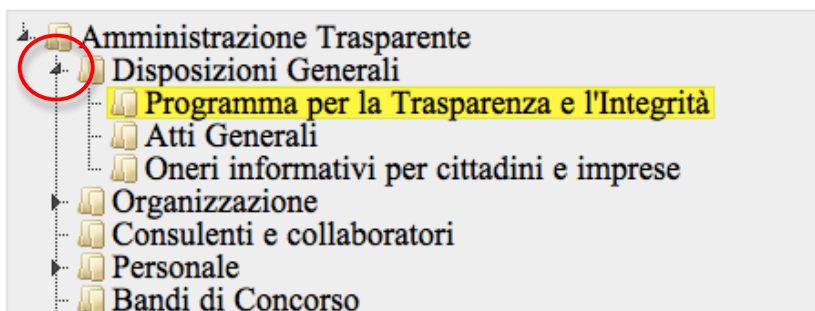 Amministrazione Trasparente
Disposizioni Generali
Programma per la Trasparenza e l'Integrità
Atti Generali
Oneri informativi per cittadini e imprese
Organizzazione
Consulenti e collaboratori
Personale
Bandi di Concorso